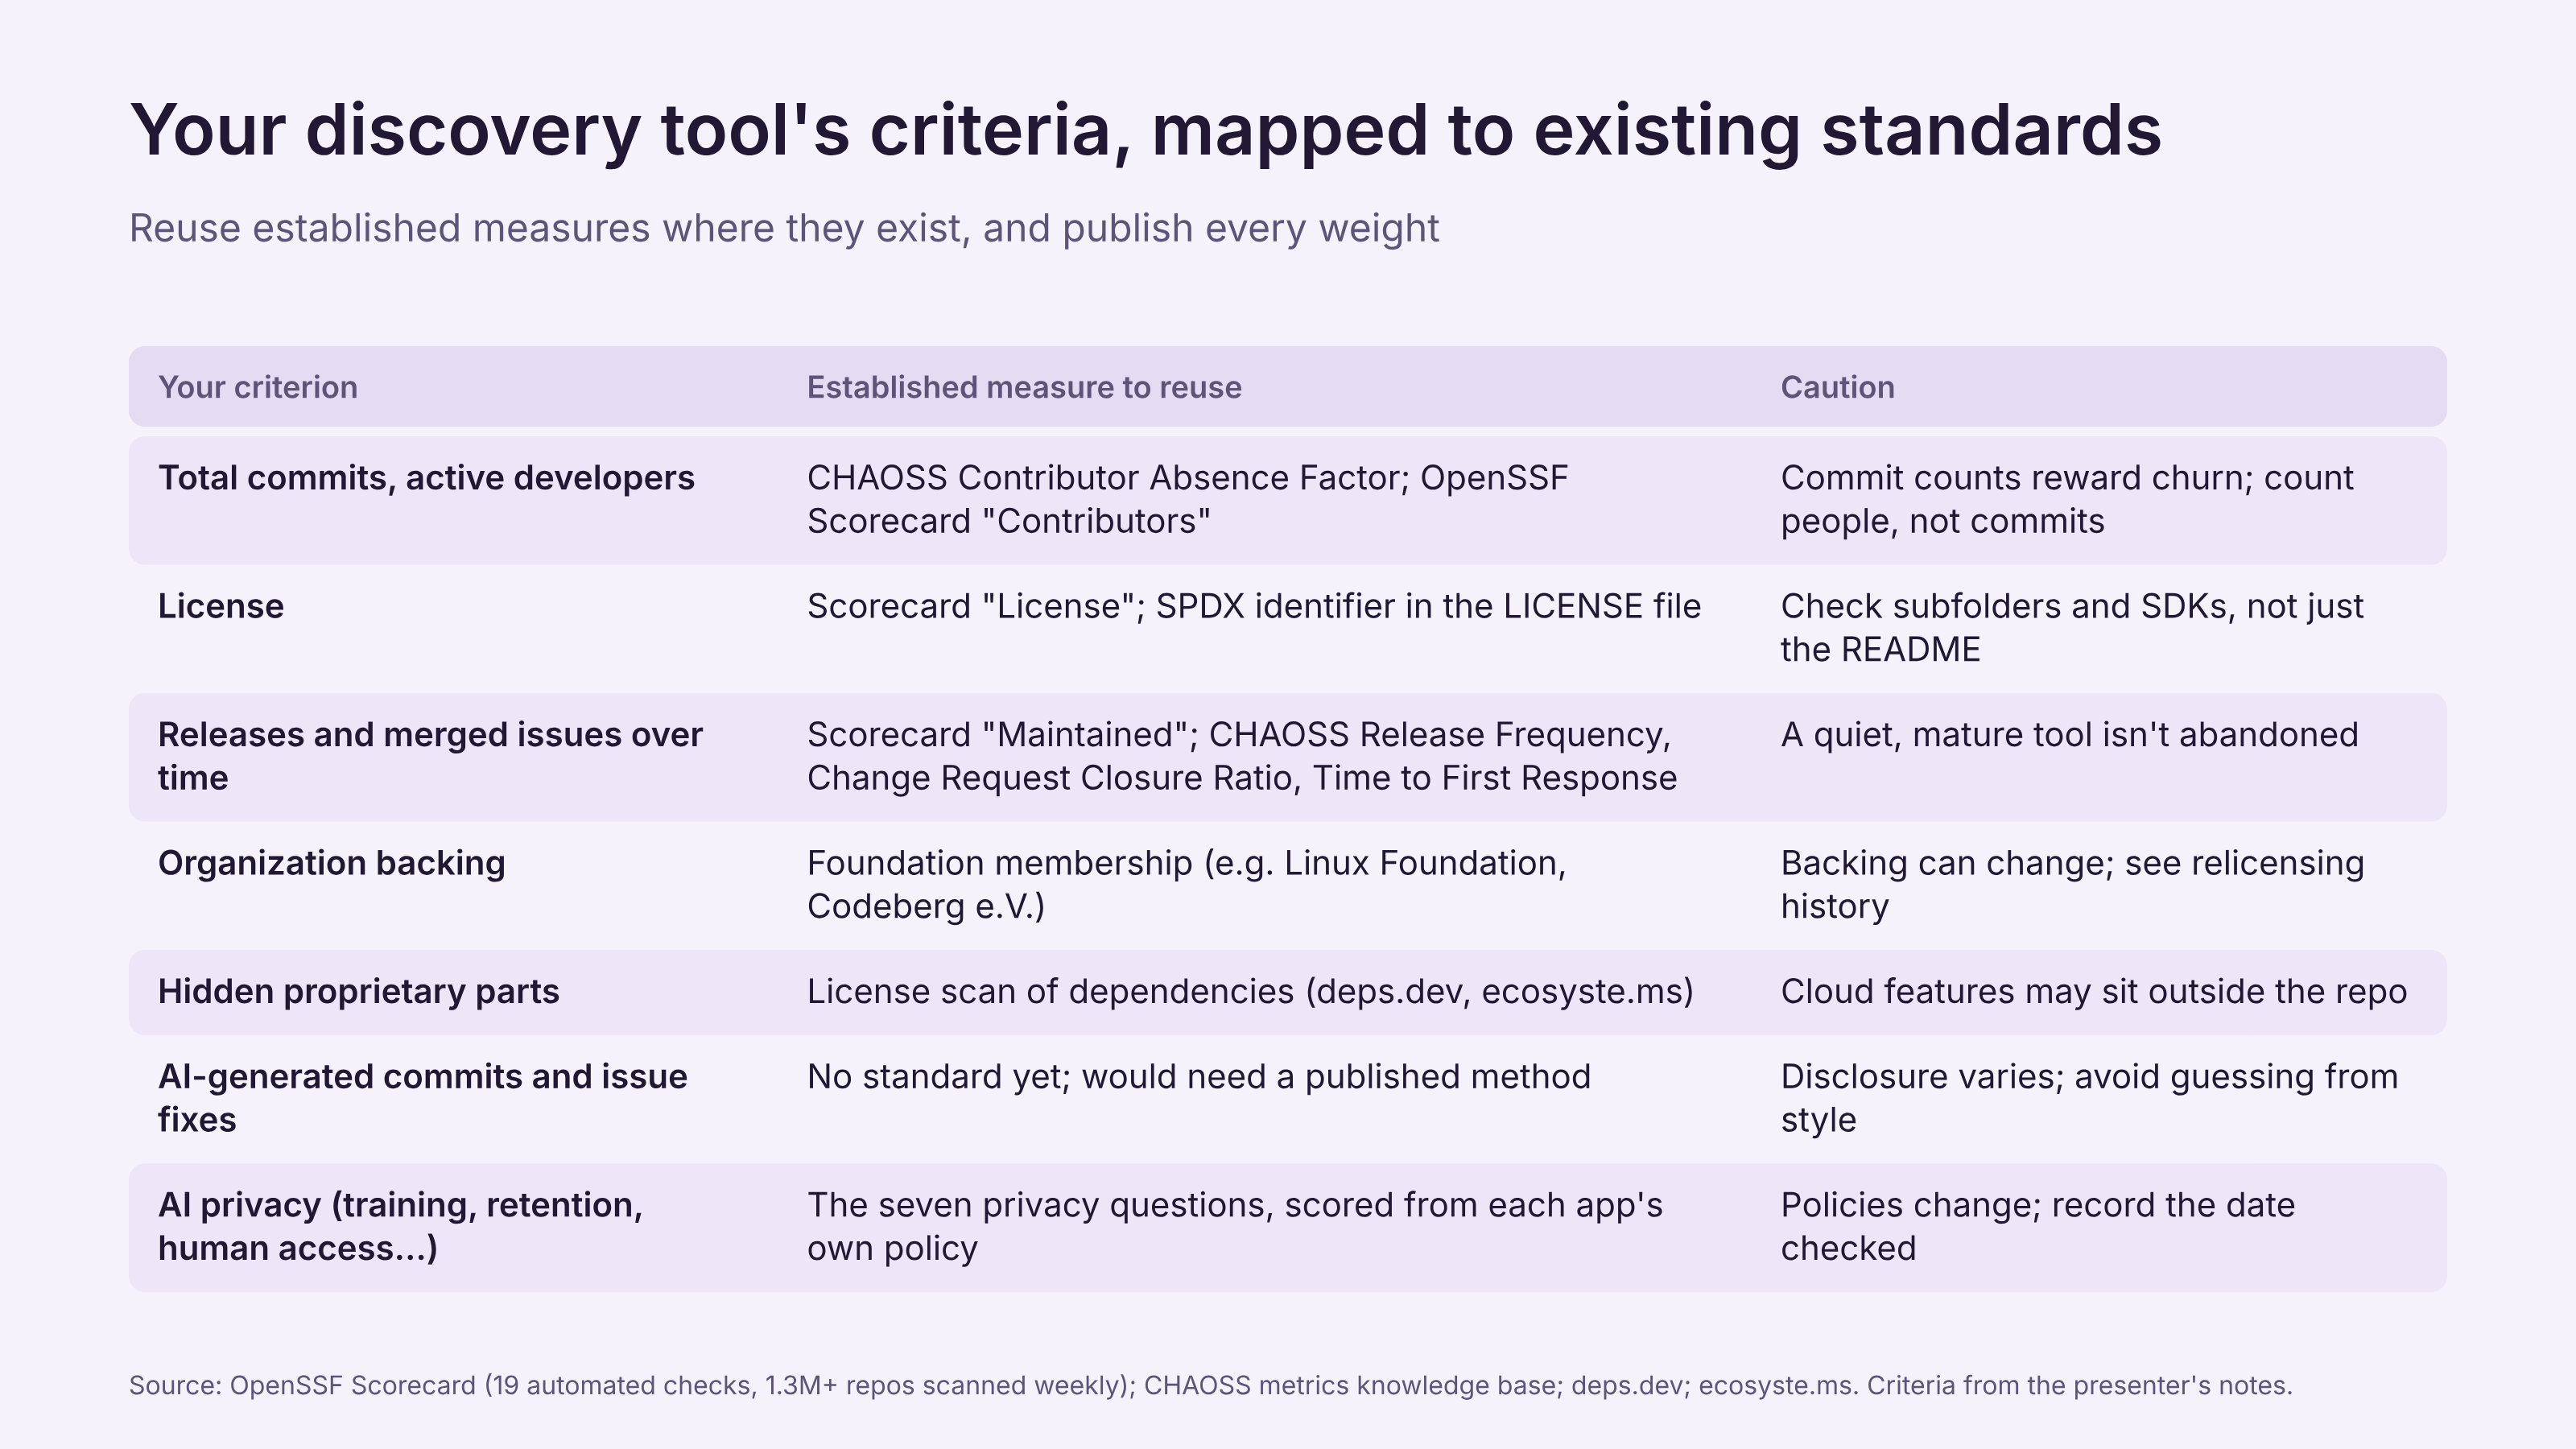 Your discovery tool's criteria, mapped to existing standards
Reuse established measures where they exist, and publish every weight
Your criterion
Established measure to reuse
Caution
Total commits, active developers
CHAOSS Contributor Absence Factor; OpenSSF
Scorecard "Contributors"
Commit counts reward churn; count
people, not commits
License
Scorecard "License"; SPDX identifier in the LICENSE file
Check subfolders and SDKs, not just
the README
Releases and merged issues over
time
Scorecard "Maintained"; CHAOSS Release Frequency,
Change Request Closure Ratio, Time to First Response
A quiet, mature tool isn't abandoned
Organization backing
Foundation membership (e.g. Linux Foundation,
Codeberg e.V.)
Backing can change; see relicensing
history
Hidden proprietary parts
License scan of dependencies (deps.dev, ecosyste.ms)
Cloud features may sit outside the repo
AI-generated commits and issue
fixes
No standard yet; would need a published method
Disclosure varies; avoid guessing from
style
AI privacy (training, retention,
human access...)
The seven privacy questions, scored from each app's
own policy
Policies change; record the date
checked
Source: OpenSSF Scorecard (19 automated checks, 1.3M+ repos scanned weekly); CHAOSS metrics knowledge base; deps.dev; ecosyste.ms. Criteria from the presenter's notes.